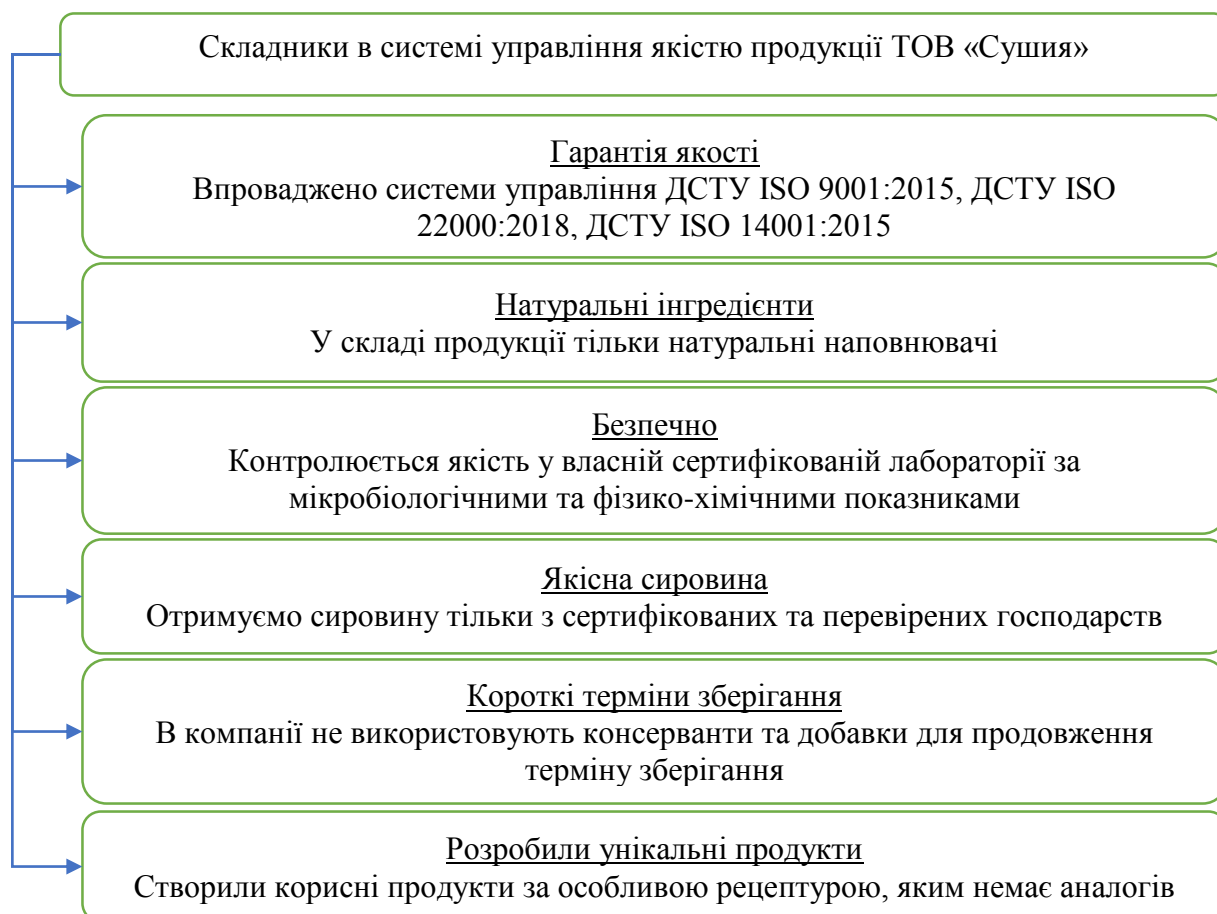 Складники в системі управління якістю продукції ТОВ «Сушия»
Гарантія якості
Впроваджено системи управління ДСТУ ISO 9001:2015, ДСТУ ISO
22000:2018, ДСТУ ISO 14001:2015
Натуральні інгредієнти
У складі продукції тільки натуральні наповнювачі
Безпечно
Контролюється якість у власній сертифікованій лабораторії за
мікробіологічними та фізико-хімічними показниками
Якісна сировина
Отримуємо сировину тільки з сертифікованих та перевірених господарств
Короткі терміни зберігання
В компанії не використовують консерванти та добавки для продовження
терміну зберігання
Розробили унікальні продукти
Створили корисні продукти за особливою рецептурою, яким немає аналогів